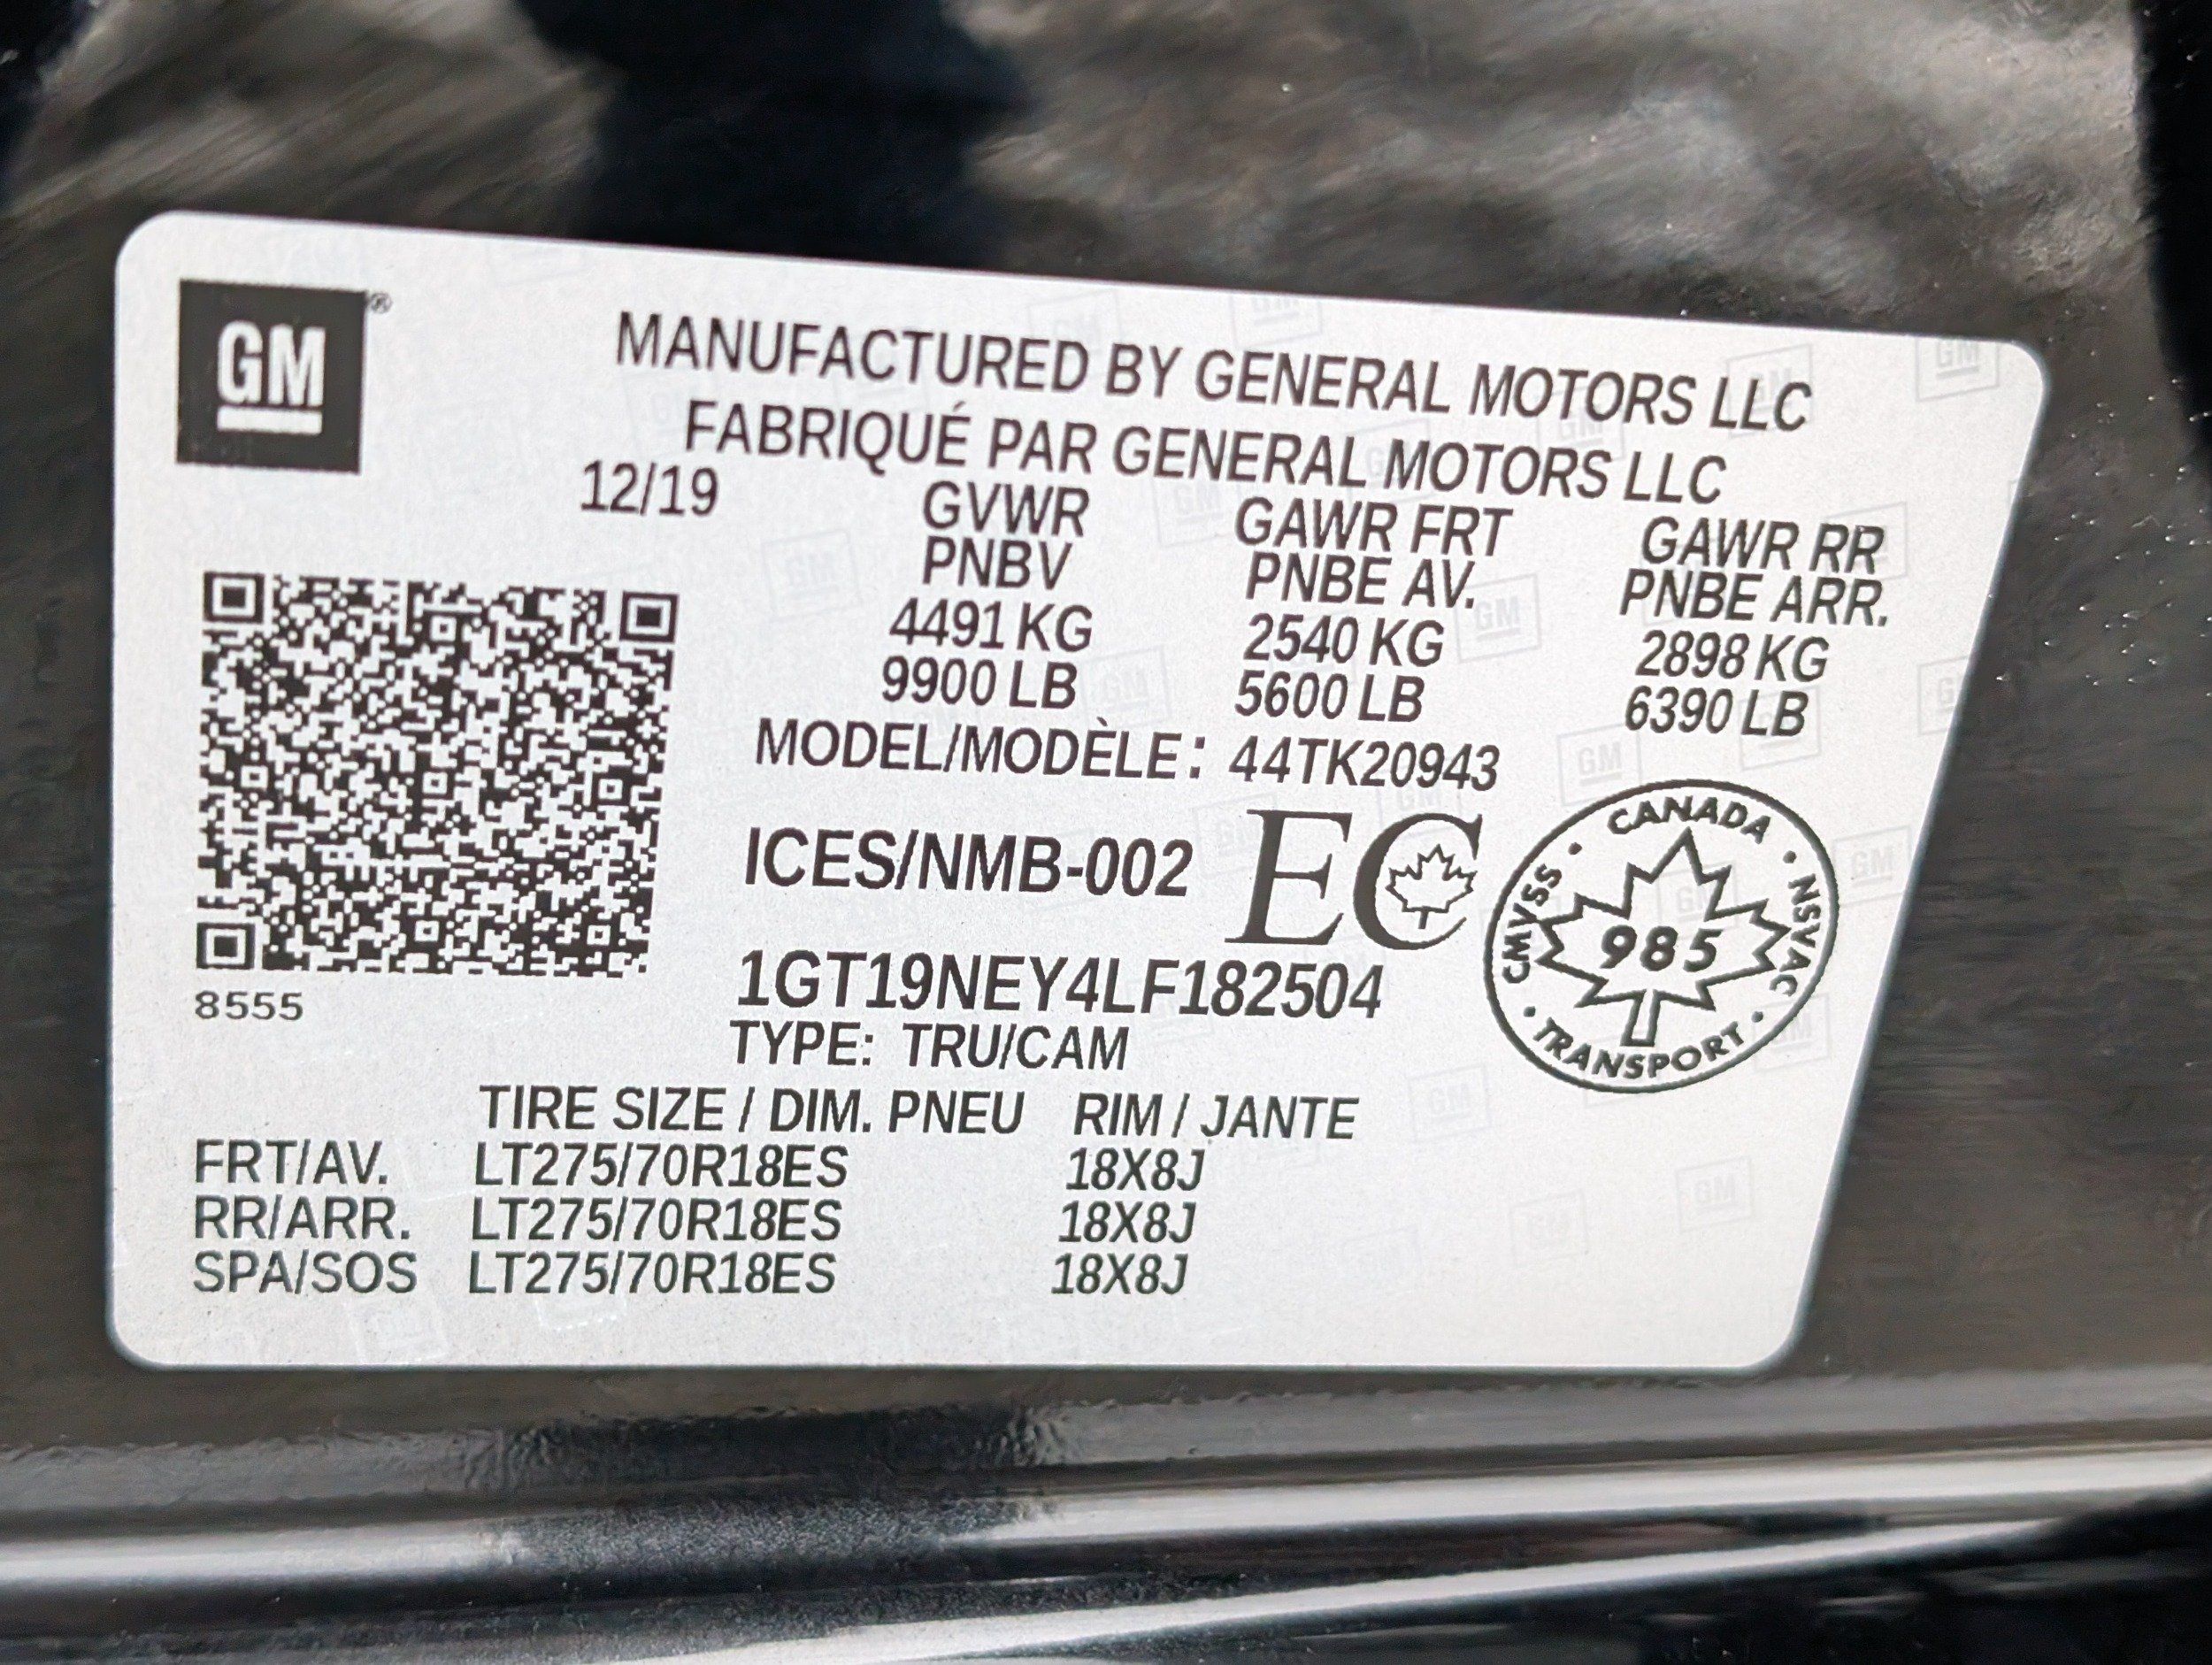 GM®
MANUFACTURED BY GENERAL MOTORS LLC
FABRIQUÉ PAR GENERAL MOTORS LLC
12/19
GVWR GAWR FRT GAWR RR
PNBV PNBE AV. PNBE ARR.
4491 KG 2540 KG 2898 KG
9900 LB 5600 LB 6390 LB
MODEL/MODÈLE: 44TK20943
ICES/NMB-002 EC
CANADA · NSVAC · TRANSPORT · CMVSS ·
985
1GT19NEY4LF182504
8555
TYPE: TRU/CAM
TIRE SIZE / DIM. PNEU RIM / JANTE
FRT/AV. LT275/70R18ES 18X8J
RR/ARR. LT275/70R18ES 18X8J
SPA/SOS LT275/70R18ES 18X8J